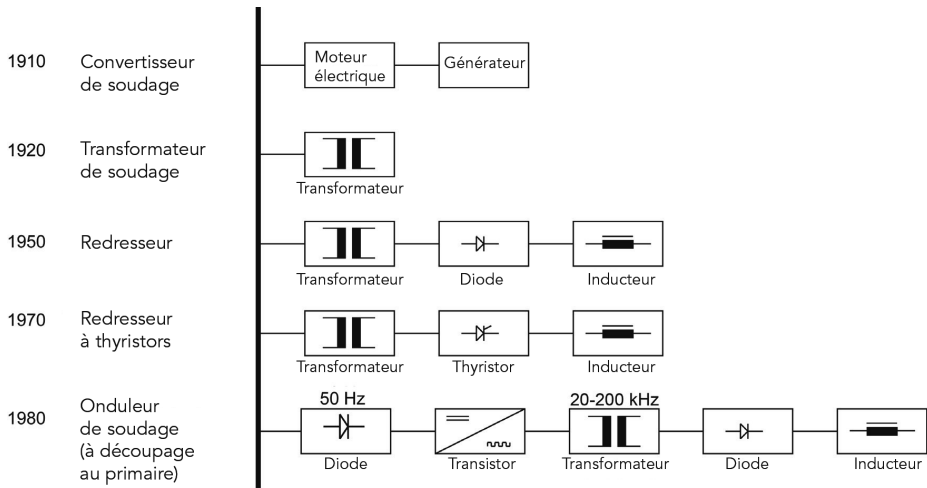 1910
Convertisseur
de soudage
Moteur
électrique
Générateur
1920
Transformateur
de soudage
Transformateur
1950
Redresseur
Transformateur
Diode
Inducteur
1970
Redresseur
à thyristors
Transformateur
Thyristor
Inducteur
1980
Onduleur
de soudage
(à découpage
au primaire)
50 Hz
20-200 kHz
Diode
Transistor
Transformateur
Diode
Inducteur